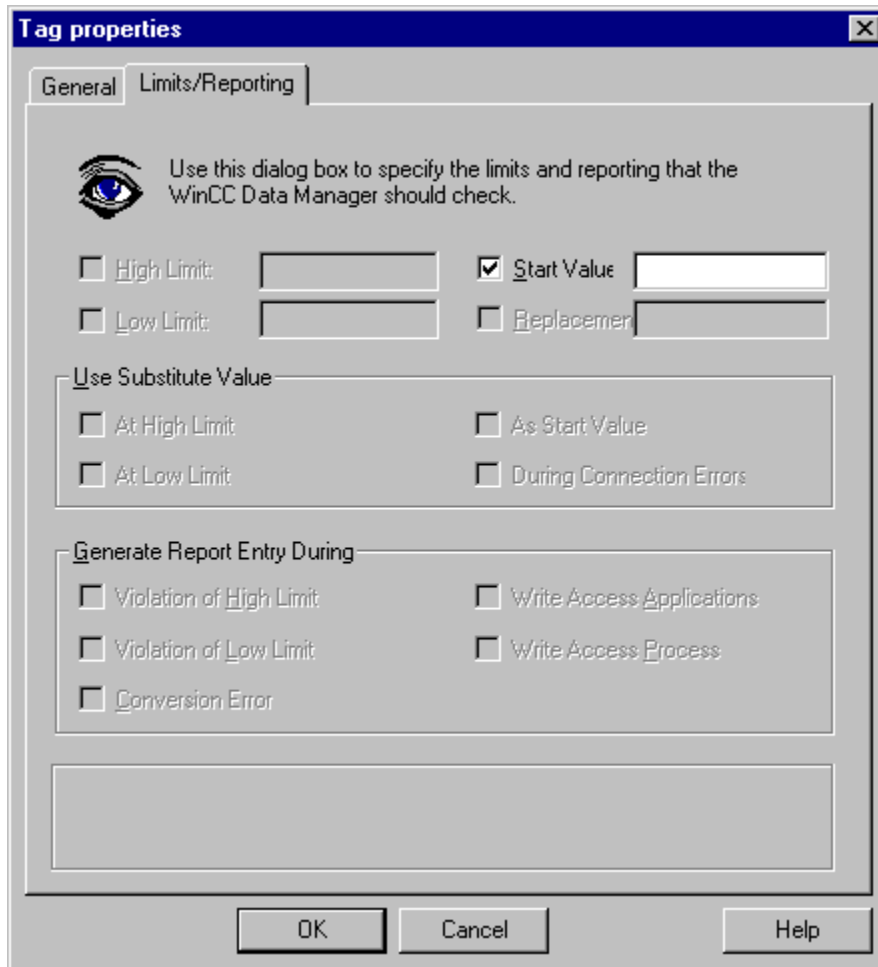 Tag properties
General
Limits/Reporting
Use this dialog box to specify the limits and reporting that the
WinCC Data Manager should check.
High Limit:
Start Value
Low Limit:
Replacemen
Use Substitute Value
At High Limit
As Start Value
At Low Limit
During Connection Errors
Generate Report Entry During
Violation of High Limit
Write Access Applications
Violation of Low Limit
Write Access Process
Conversion Error
OK
Cancel
Help